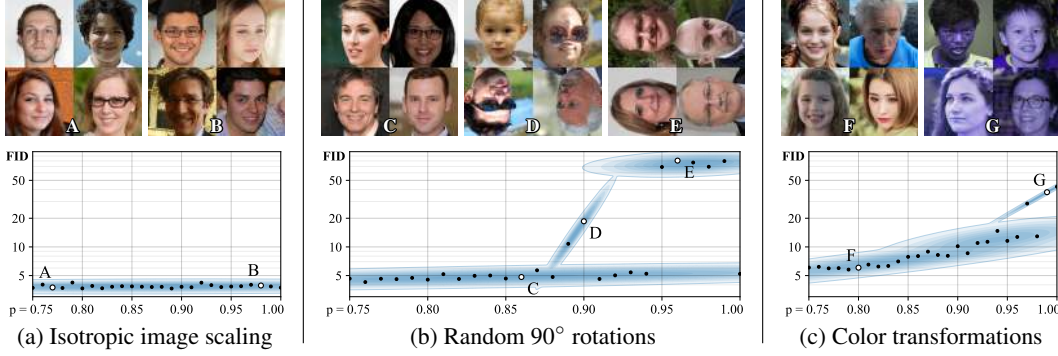 A B C D E F G
FID FID FID
50 50 50
20 20 20
10 10 10
5 5 5
A B C D E F G
p = 0.75 0.80 0.85 0.90 0.95 1.00 p = 0.75 0.80 0.85 0.90 0.95 1.00 p = 0.75 0.80 0.85 0.90 0.95 1.00
(a) Isotropic image scaling (b) Random 90° rotations (c) Color transformations